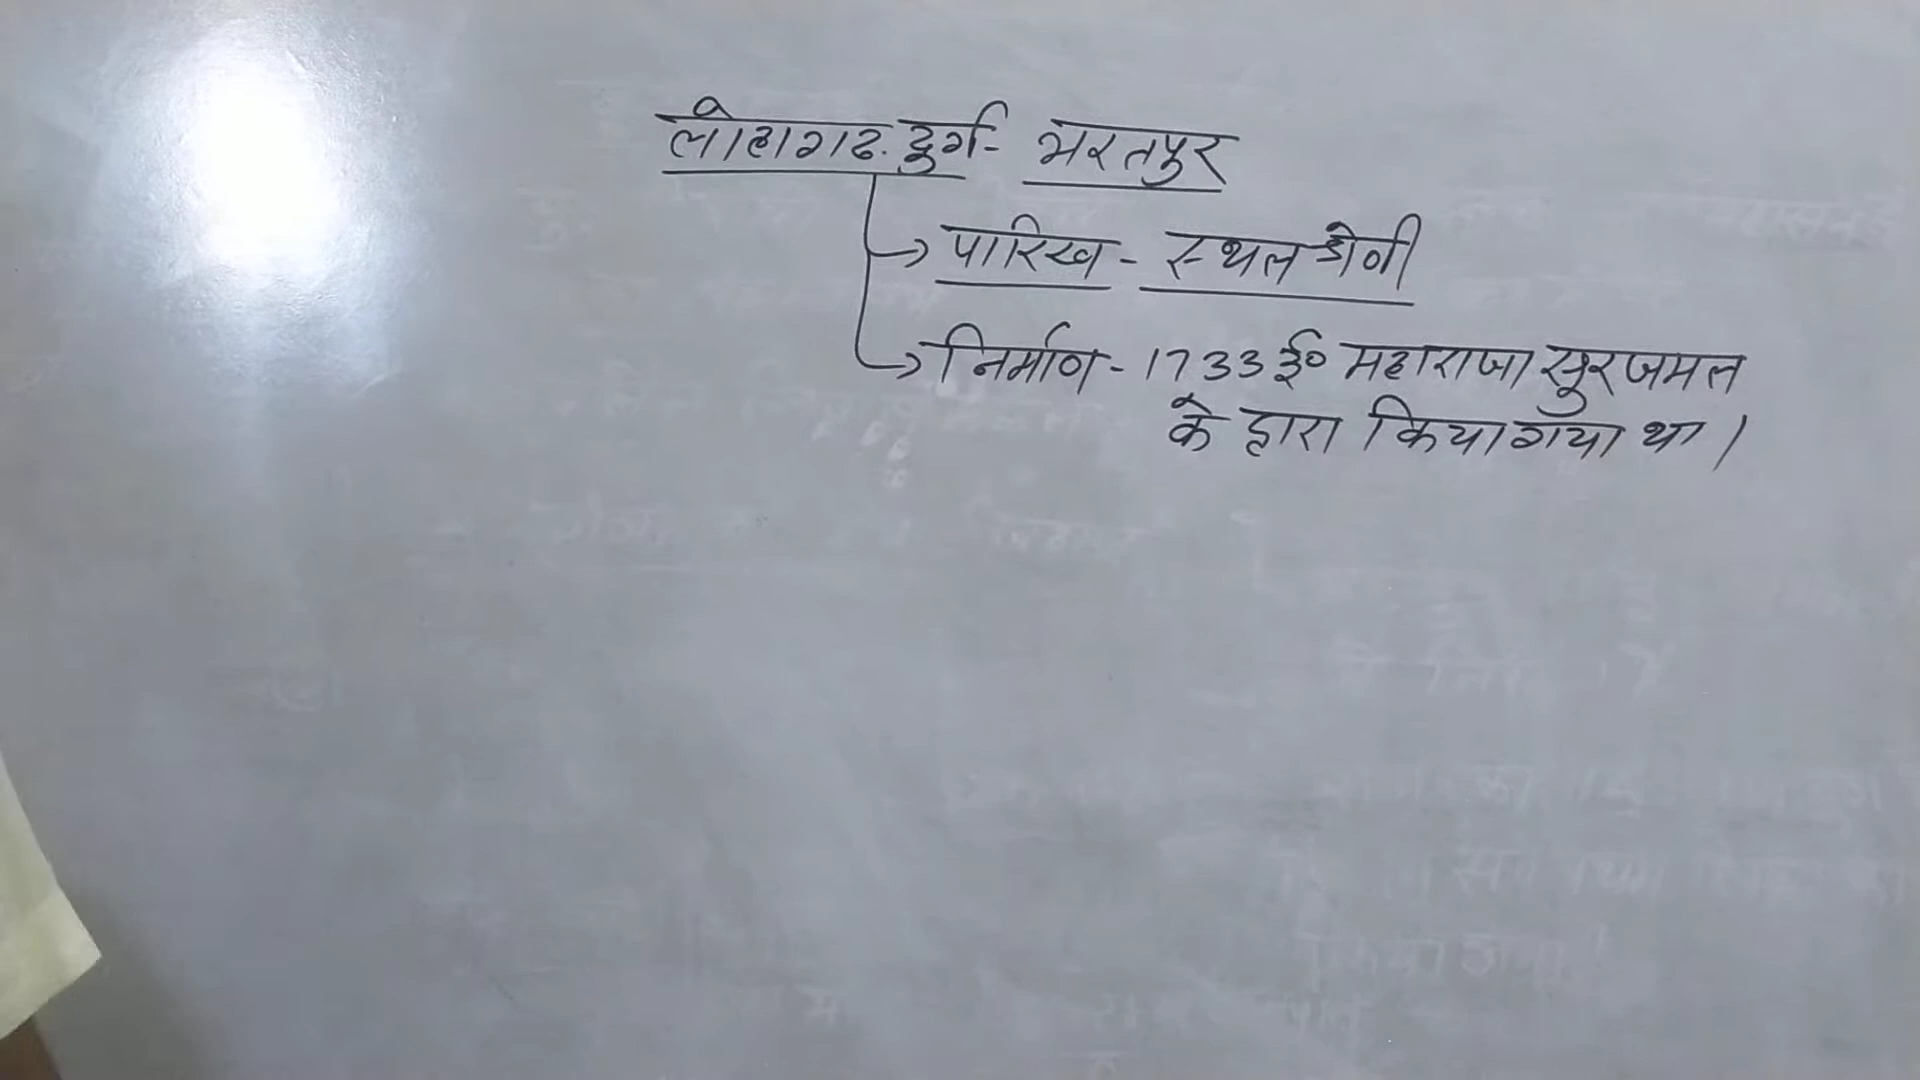 लोहागढ. दुर्ग- भरतपुर
पारिख - स्थल श्रेणी
निर्माण - 1733 ई० महाराजा सुरजमल
के द्वारा किया गया था।